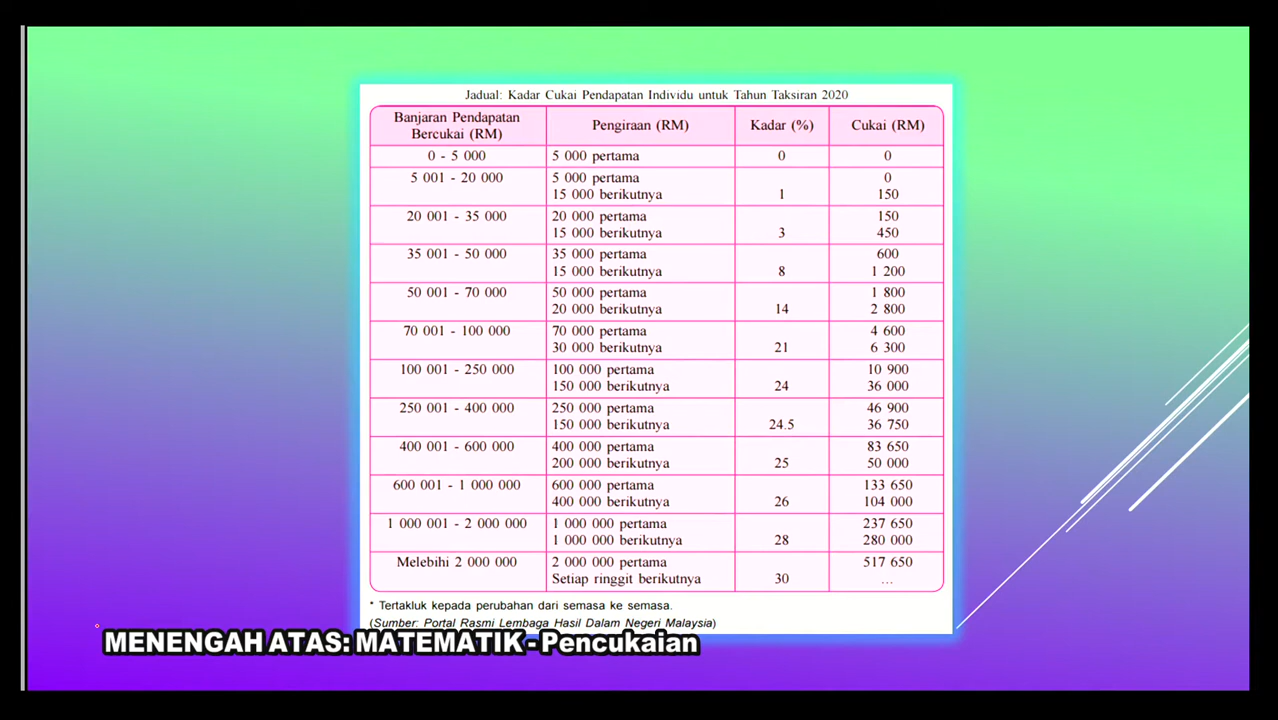 Jadual: Kadar Cukai Pendapatan Individu untuk Tahun Taksiran 2020
Banjaran Pendapatan Bercukai (RM) Pengiraan (RM) Kadar (%) Cukai (RM)
0 - 5 000 5 000 pertama 0 0
5 001 - 20 000 5 000 pertama 0
15 000 berikutnya 1 150
20 001 - 35 000 20 000 pertama 150
15 000 berikutnya 3 450
35 001 - 50 000 35 000 pertama 600
15 000 berikutnya 8 1 200
50 001 - 70 000 50 000 pertama 1 800
20 000 berikutnya 14 2 800
70 001 - 100 000 70 000 pertama 4 600
30 000 berikutnya 21 6 300
100 001 - 250 000 100 000 pertama 10 900
150 000 berikutnya 24 36 000
250 001 - 400 000 250 000 pertama 46 900
150 000 berikutnya 24.5 36 750
400 001 - 600 000 400 000 pertama 83 650
200 000 berikutnya 25 50 000
600 001 - 1 000 000 600 000 pertama 133 650
400 000 berikutnya 26 104 000
1 000 001 - 2 000 000 1 000 000 pertama 237 650
1 000 000 berikutnya 28 280 000
Melebihi 2 000 000 2 000 000 pertama 517 650
Setiap ringgit berikutnya 30 ...
* Tertakluk kepada perubahan dari semasa ke semasa.
(Sumber: Portal Rasmi Lembaga Hasil Dalam Negeri Malaysia)
MENENGAH ATAS: MATEMATIK - Pencukaian